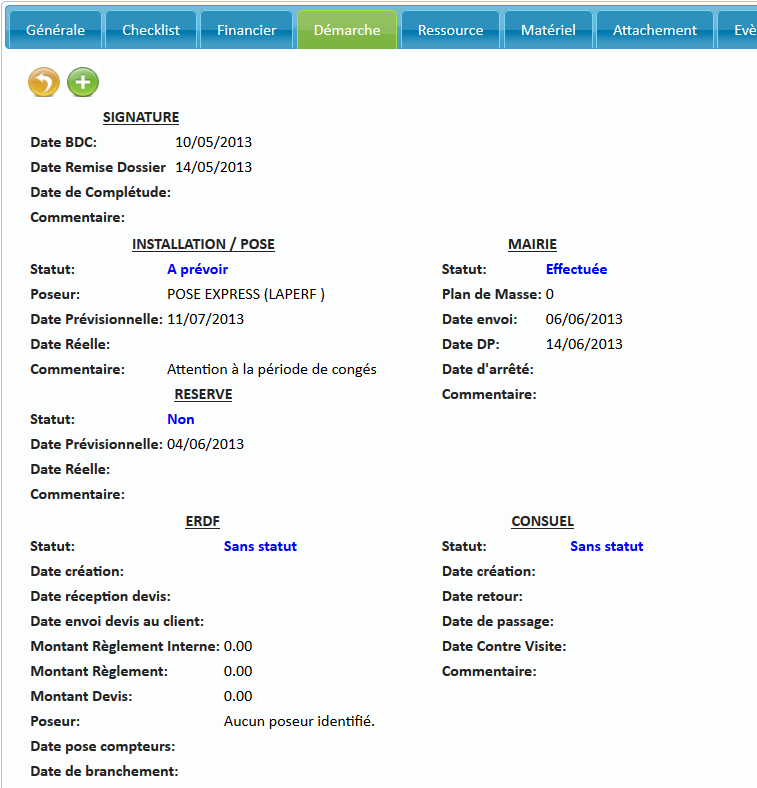 Générale Checklist Financier Démarche Ressource Matériel Attachement Evè
SIGNATURE
Date BDC: 10/05/2013
Date Remise Dossier 14/05/2013
Date de Complétude:
Commentaire:
INSTALLATION / POSE
Statut: A prévoir
Poseur: POSE EXPRESS (LAPERF )
Date Prévisionnelle: 11/07/2013
Date Réelle:
Commentaire: Attention à la période de congés
MAIRIE
Statut: Effectuée
Plan de Masse: 0
Date envoi: 06/06/2013
Date DP: 14/06/2013
Date d'arrêté:
Commentaire:
RESERVE
Statut: Non
Date Prévisionnelle: 04/06/2013
Date Réelle:
Commentaire:
ERDF
Statut: Sans statut
Date création:
Date réception devis:
Date envoi devis au client:
Montant Règlement Interne: 0.00
Montant Règlement: 0.00
Montant Devis: 0.00
Poseur: Aucun poseur identifié.
Date pose compteurs:
Date de branchement:
CONSUEL
Statut: Sans statut
Date création:
Date retour:
Date de passage:
Date Contre Visite:
Commentaire: